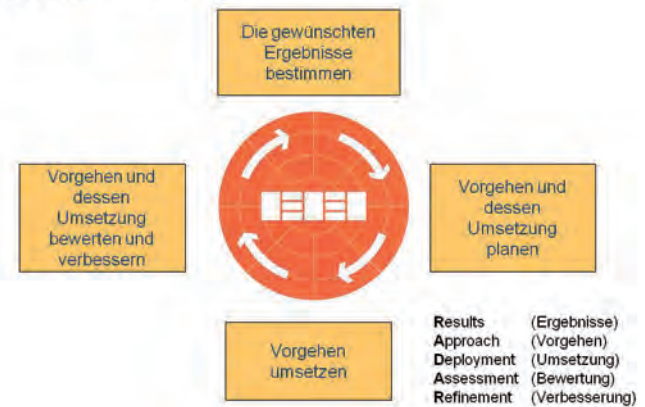 Die gewünschten
Ergebnisse
bestimmen
Vorgehen und
dessen
Umsetzung
bewerten und
verbessern
Vorgehen und
dessen
Umsetzung
planen
Vorgehen
umsetzen
Results (Ergebnisse)
Approach (Vorgehen)
Deployment (Umsetzung)
Assessment (Bewertung)
Refinement (Verbesserung)